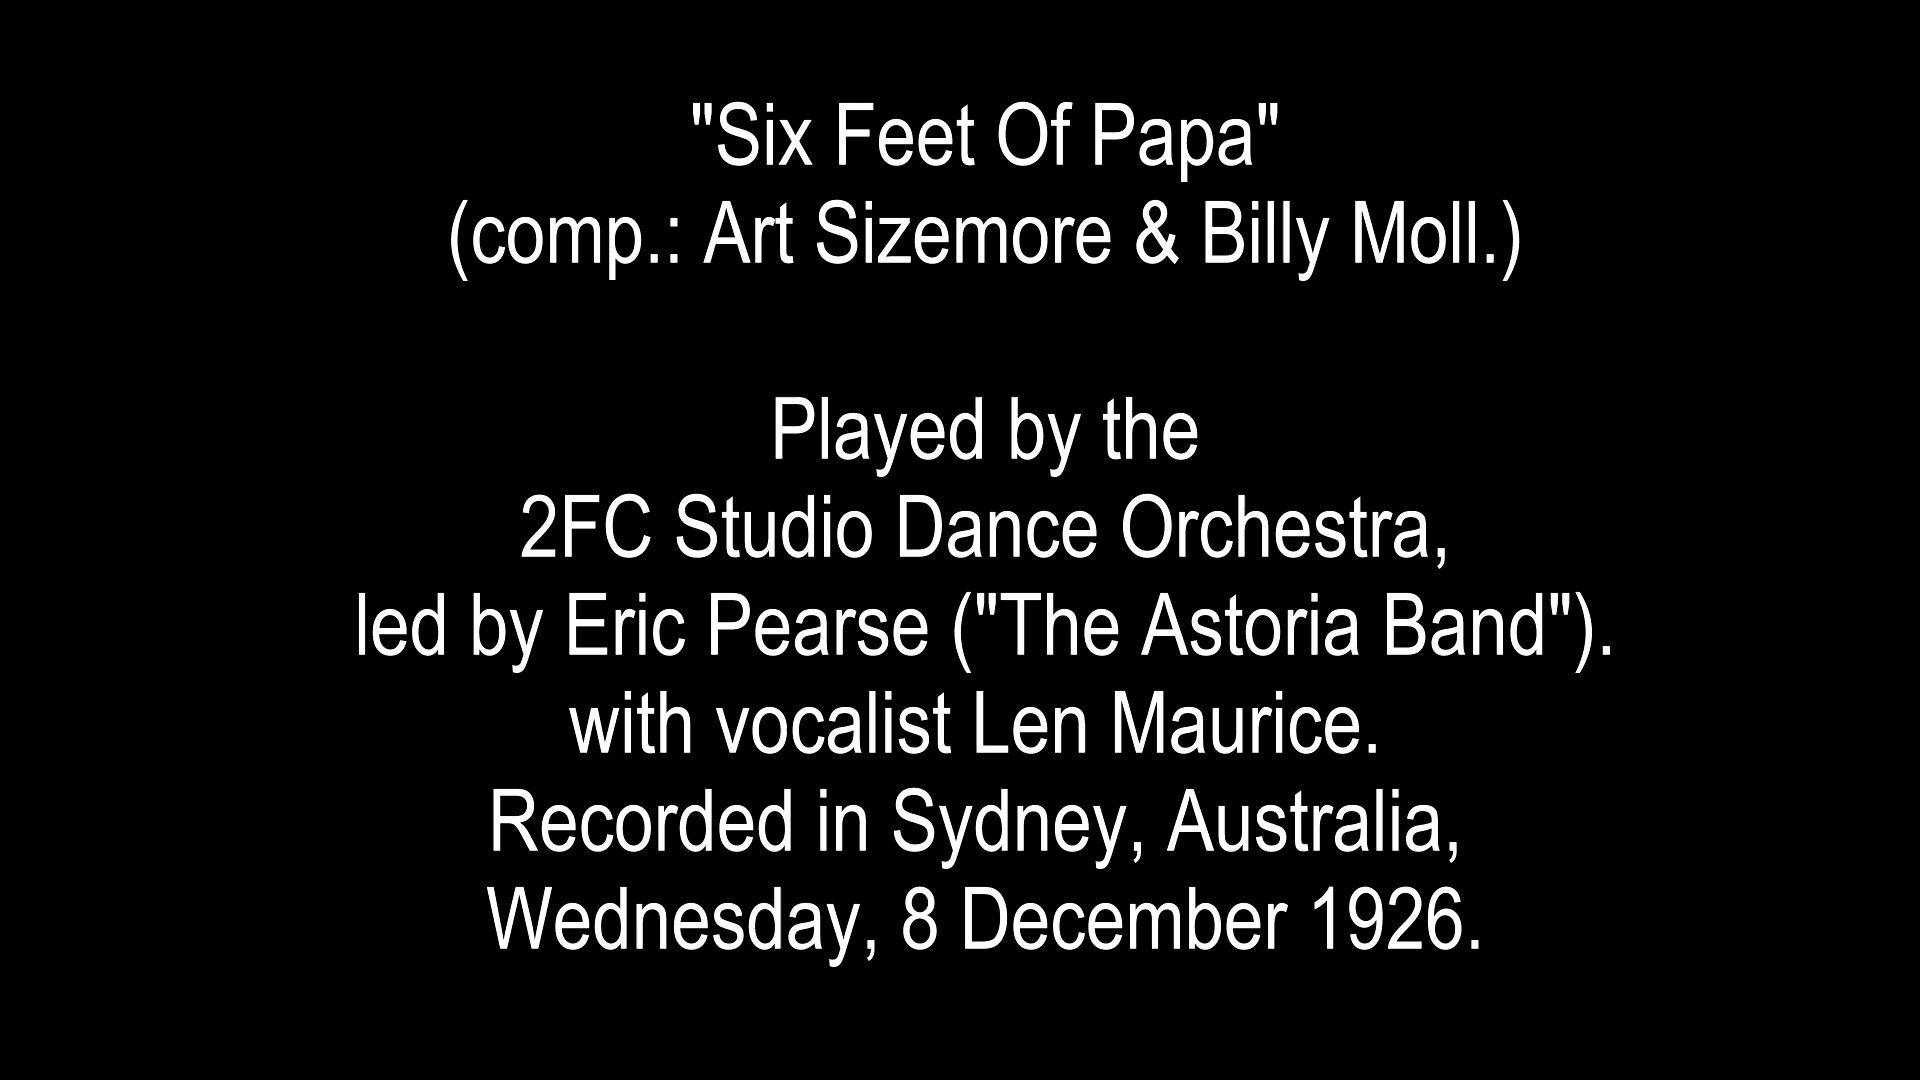 "Six Feet Of Papa"
(comp.: Art Sizemore & Billy Moll.)
Played by the
2FC Studio Dance Orchestra,
led by Eric Pearse ("The Astoria Band").
with vocalist Len Maurice.
Recorded in Sydney, Australia,
Wednesday, 8 December 1926.